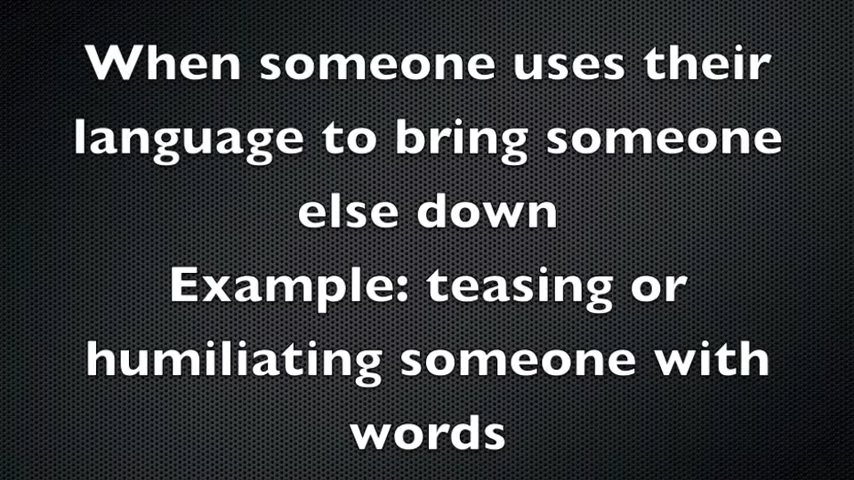 When someone uses their
language to bring someone
else down
Example: teasing or
humiliating someone with
words